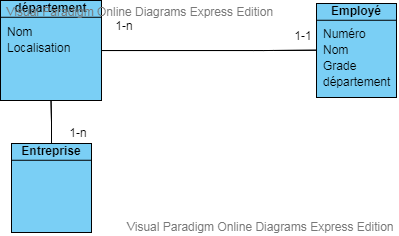 département
Visual Paradigm Online Diagrams Express Edition
Nom
Localisation
1-n
1-1
Employé
Numéro
Nom
Grade
département
1-n
Entreprise
Visual Paradigm Online Diagrams Express Edition